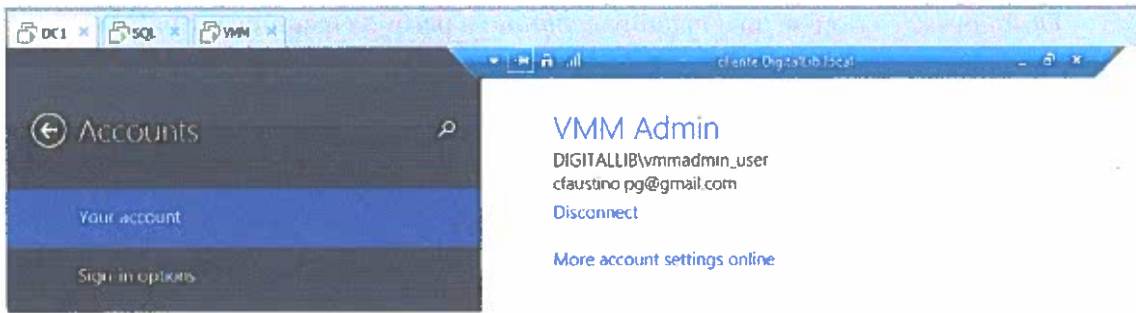 DC1 × SQL × VMM ×
cliente.DigitalLib.local
Accounts
VMM Admin
DIGITALLIB\vmmadmin_user
cfaustino.pg@gmail.com
Your account
Disconnect
Sign-in options
More account settings online